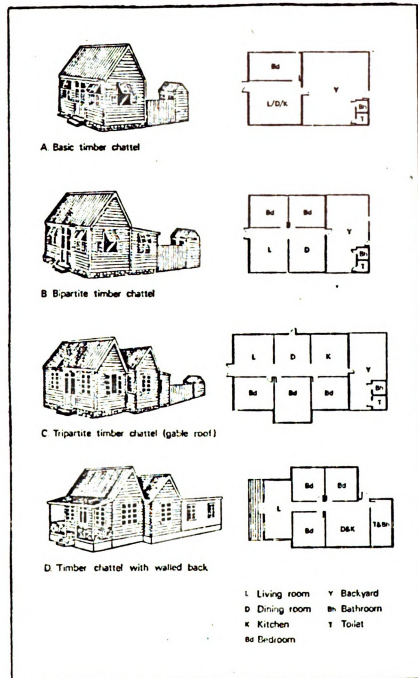 Bd
L/D/K
Y
Bh
T
A. Basic timber chattel
Bd Bd
Y
L D
Bh
T
B Bipartite timber chattel
L D K
Y
Bd Bd Bd
Bh
T
C. Tripartite timber chattel (gable roof)
Bd Bd
L
Bd D&K T&Bh
D. Timber chattel with walled back
L Living room Y Backyard
D Dining room Bh Bathroom
K Kitchen T Toilet
Bd Bedroom